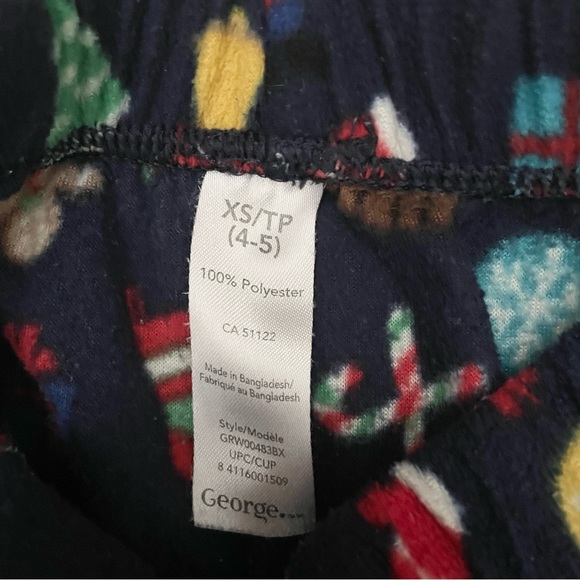 XS/TP
(4-5)
100% Polyester
CA 51122
Made in Bangladesh/
Fabriqué au Bangladesh
Style/Modèle
GRW00483BX
UPC/CUP
8 4116001509
George.